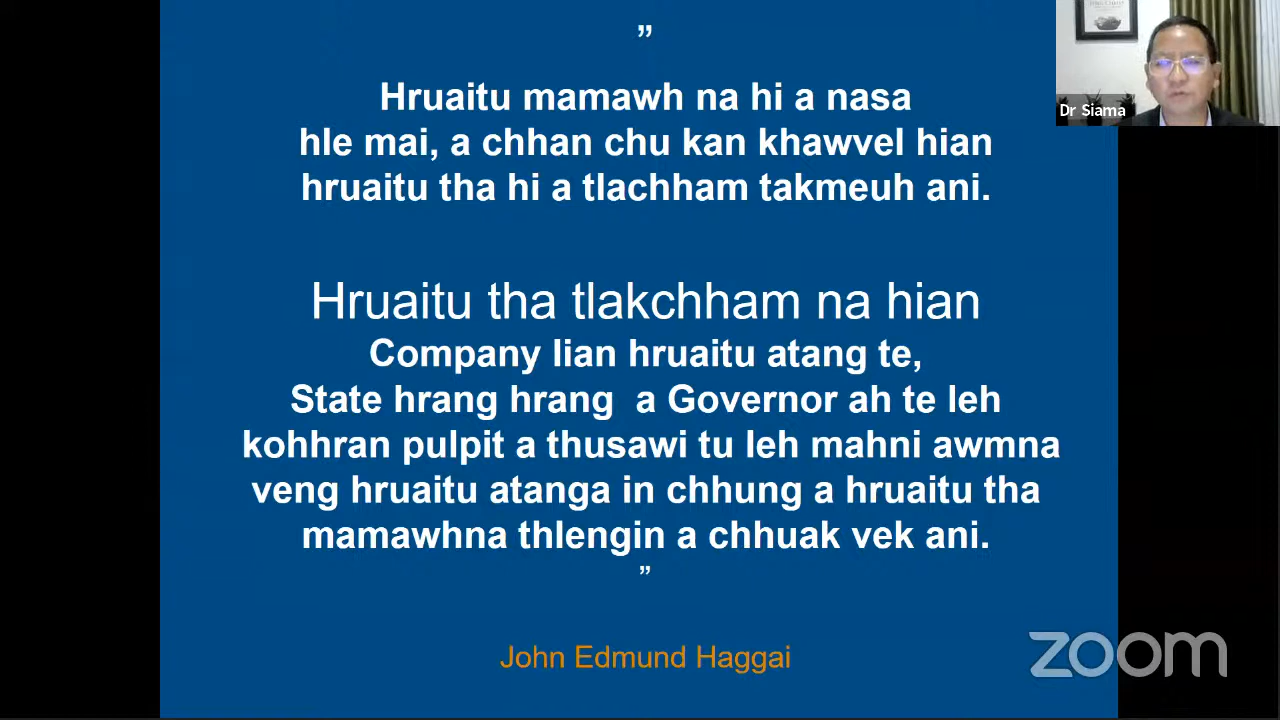 ”
Hruaitu mamawh na hi a nasa
hle mai, a chhan chu kan khawvel hian
hruaitu tha hi a tlachham takmeuh ani.
Hruaitu tha tlakchham na hian
Company lian hruaitu atang te,
State hrang hrang a Governor ah te leh
kohhran pulpit a thusawi tu leh mahni awmna
veng hruaitu atanga in chhung a hruaitu tha
mamawhna thlengin a chhuak vek ani.
”
John Edmund Haggai
Dr Siama
zoom